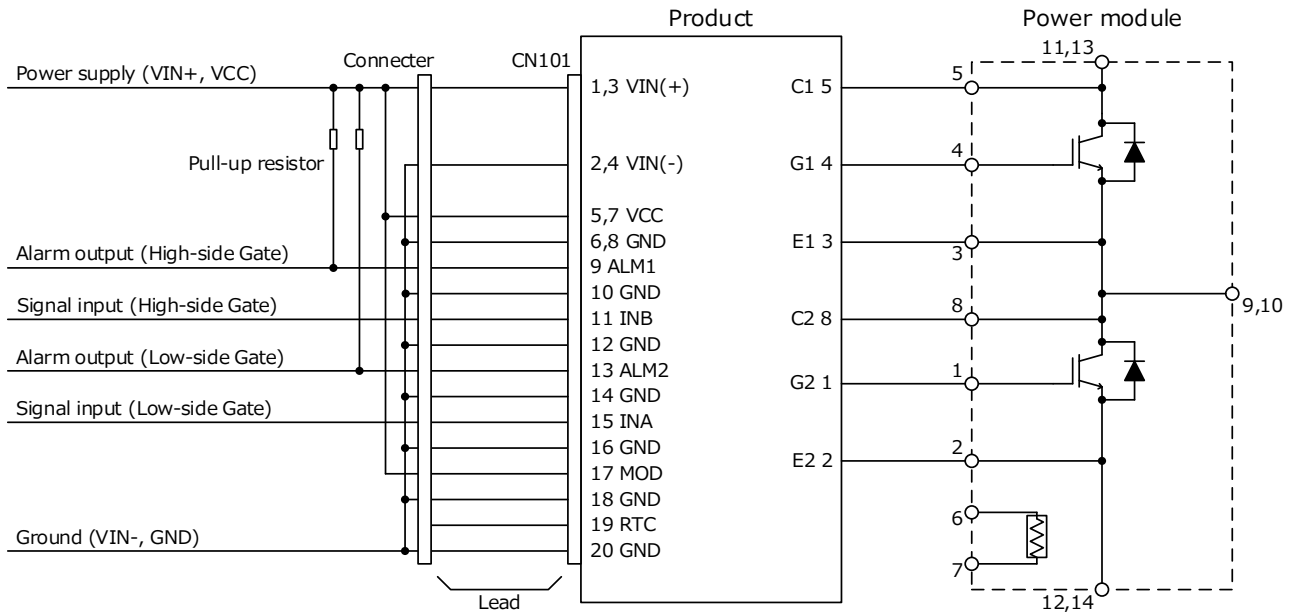 Product
Power module
Connecter
CN101
11,13
Power supply (VIN+, VCC)
1,3 VIN(+)
C1 5
5
Pull-up resistor
2,4 VIN(-)
G1 4
4
5,7 VCC
6,8 GND
E1 3
3
Alarm output (High-side Gate)
9 ALM1
10 GND
9,10
Signal input (High-side Gate)
11 INB
C2 8
8
12 GND
Alarm output (Low-side Gate)
13 ALM2
G2 1
1
14 GND
Signal input (Low-side Gate)
15 INA
16 GND
E2 2
2
17 MOD
18 GND
6
19 RTC
Ground (VIN-, GND)
20 GND
7
Lead
12,14